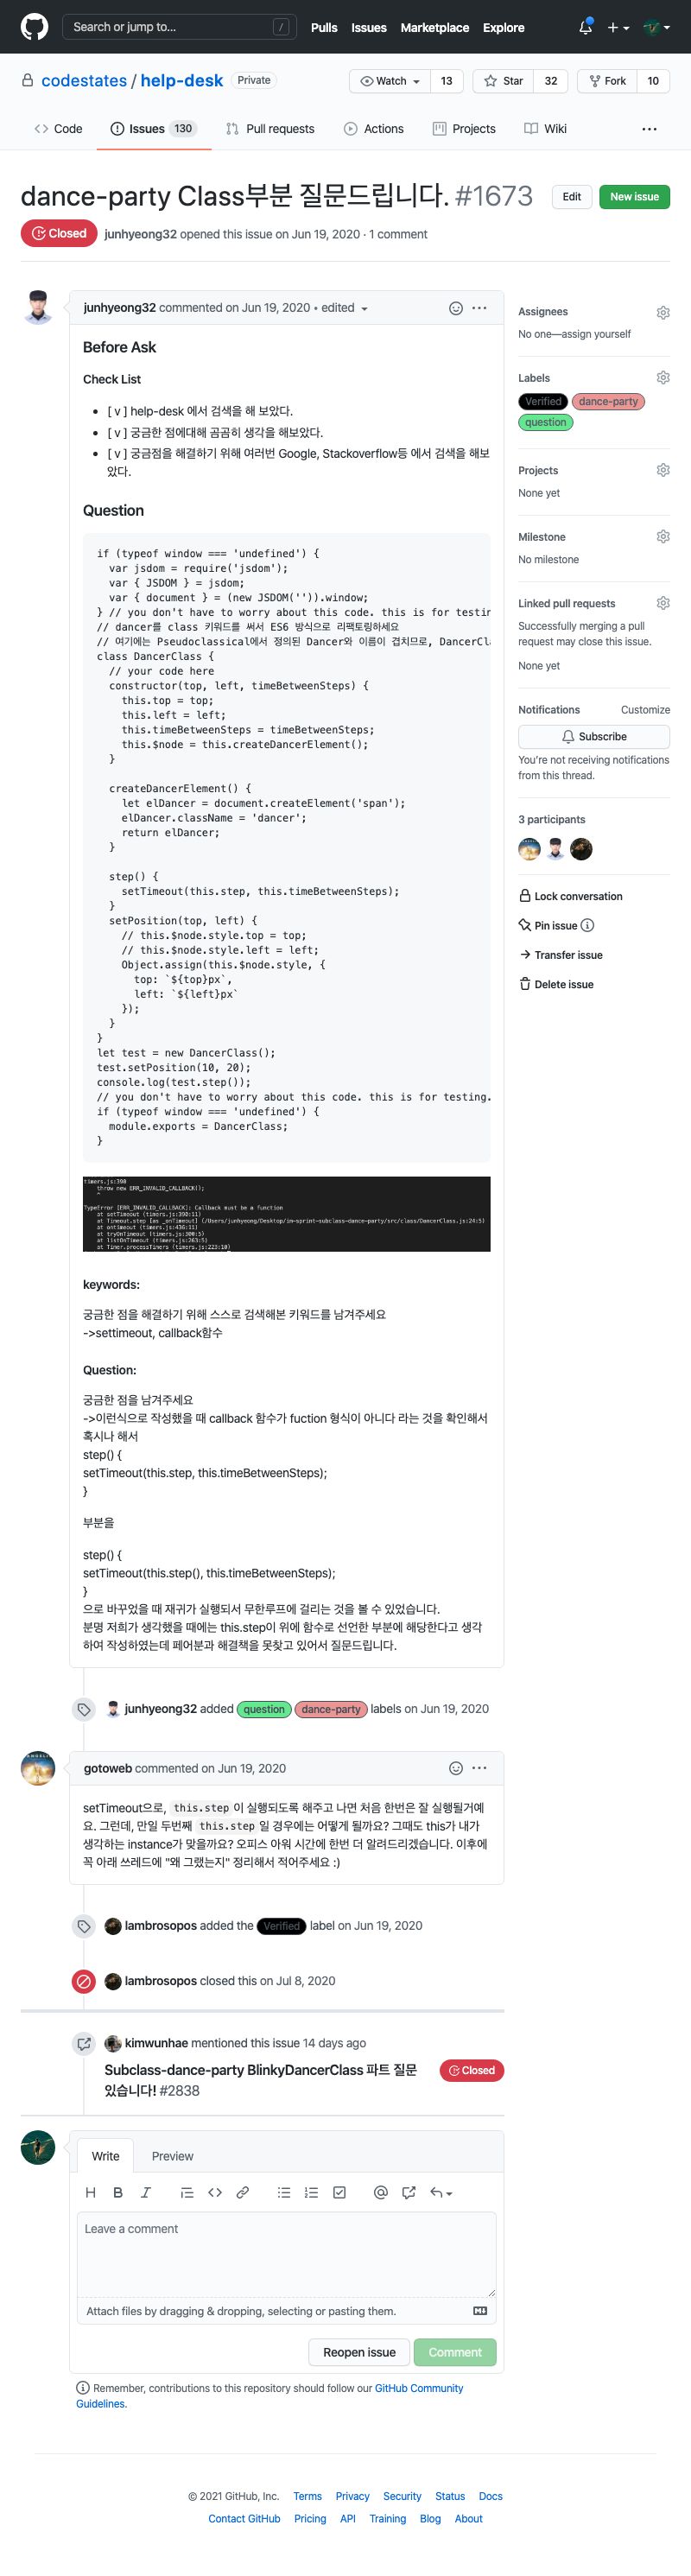 Search or jump to... /
Pulls Issues Marketplace Explore
codestates / help-desk Private
Watch 13 Star 32 Fork 10
Code Issues 130 Pull requests Actions Projects Wiki
dance-party Class부분 질문드립니다. #1673
Edit New issue
Closed junhyeong32 opened this issue on Jun 19, 2020 · 1 comment
junhyeong32 commented on Jun 19, 2020 • edited
Before Ask
Check List
• [ v ] help-desk 에서 검색을 해 보았다.
• [ v ] 궁금한 점에대해 곰곰히 생각을 해보았다.
• [ v ] 궁금점을 해결하기 위해 여러번 Google, Stackoverflow등 에서 검색을 해보
았다.
Question
if (typeof window === 'undefined') {
var jsdom = require('jsdom');
var { JSDOM } = jsdom;
var { document } = (new JSDOM('')).window;
} // you don't have to worry about this code. this is for testin
// dancer를 class 키워드를 써서 ES6 방식으로 리팩토링하세요
// 여기에는 Pseudoclassical에서 정의된 Dancer와 이름이 겹치므로, DancerCla
class DancerClass {
// your code here
constructor(top, left, timeBetweenSteps) {
this.top = top;
this.left = left;
this.timeBetweenSteps = timeBetweenSteps;
this.$node = this.createDancerElement();
}
createDancerElement() {
let elDancer = document.createElement('span');
elDancer.className = 'dancer';
return elDancer;
}
step() {
setTimeout(this.step, this.timeBetweenSteps);
}
setPosition(top, left) {
// this.$node.style.top = top;
// this.$node.style.left = left;
Object.assign(this.$node.style, {
top: `${top}px`,
left: `${left}px`
});
}
}
let test = new DancerClass();
test.setPosition(10, 20);
console.log(test.step());
// you don't have to worry about this code. this is for testing.
if (typeof window === 'undefined') {
module.exports = DancerClass;
}
timers.js:390
throw new ERR_INVALID_CALLBACK();
^
TypeError [ERR_INVALID_CALLBACK]: Callback must be a function
at setTimeout (timers.js:390:11)
at Timeout.step [as _onTimeout] (/Users/junhyeong/Desktop/im-sprint-subclass-dance-party/src/class/DancerClass.js:24:5)
at ontimeout (timers.js:436:11)
at tryOnTimeout (timers.js:300:5)
at listOnTimeout (timers.js:263:5)
at Timer.processTimers (timers.js:223:10)
keywords:
궁금한 점을 해결하기 위해 스스로 검색해본 키워드를 남겨주세요
->settimeout, callback함수
Question:
궁금한 점을 남겨주세요
->이런식으로 작성했을 때 callback 함수가 fuction 형식이 아니다 라는 것을 확인해서
혹시나 해서
step() {
setTimeout(this.step, this.timeBetweenSteps);
}
부분을
step() {
setTimeout(this.step(), this.timeBetweenSteps);
}
으로 바꾸었을 때 재귀가 실행되서 무한루프에 걸리는 것을 볼 수 있었습니다.
분명 저희가 생각했을 때에는 this.step이 위에 함수로 선언한 부분에 해당한다고 생각
하여 작성하였는데 페어분과 해결책을 못찾고 있어서 질문드립니다.
junhyeong32 added question dance-party labels on Jun 19, 2020
gotoweb commented on Jun 19, 2020
setTimeout으로, this.step 이 실행되도록 해주고 나면 처음 한번은 잘 실행될거예
요. 그런데, 만일 두번째 this.step 일 경우에는 어떻게 될까요? 그때도 this가 내가
생각하는 instance가 맞을까요? 오피스 아워 시간에 한번 더 알려드리겠습니다. 이후에
꼭 아래 쓰레드에 "왜 그랬는지" 정리해서 적어주세요 :)
lambrosopos added the Verified label on Jun 19, 2020
lambrosopos closed this on Jul 8, 2020
kimwunhae mentioned this issue 14 days ago
Subclass-dance-party BlinkyDancerClass 파트 질문
있습니다! #2838
Closed
Write Preview
Leave a comment
Attach files by dragging & dropping, selecting or pasting them.
Reopen issue Comment
Remember, contributions to this repository should follow our GitHub Community
Guidelines.
Assignees
No one—assign yourself
Labels
Verified dance-party
question
Projects
None yet
Milestone
No milestone
Linked pull requests
Successfully merging a pull
request may close this issue.
None yet
Notifications Customize
Subscribe
You're not receiving notifications
from this thread.
3 participants
Lock conversation
Pin issue
Transfer issue
Delete issue
© 2021 GitHub, Inc. Terms Privacy Security Status Docs
Contact GitHub Pricing API Training Blog About